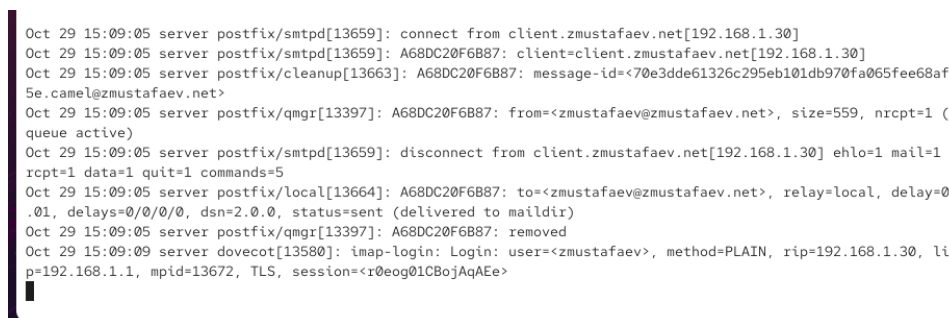 Oct 29 15:09:05 server postfix/smtpd[13659]: connect from client.zmustafaev.net[192.168.1.30]
Oct 29 15:09:05 server postfix/smtpd[13659]: A68DC20F6B87: client=client.zmustafaev.net[192.168.1.30]
Oct 29 15:09:05 server postfix/cleanup[13663]: A68DC20F6B87: message-id=<70e3dde61326c295eb101db970fa065fee68af
5e.camel@zmustafaev.net>
Oct 29 15:09:05 server postfix/qmgr[13397]: A68DC20F6B87: from=<zmustafaev@zmustafaev.net>, size=559, nrcpt=1 (
queue active)
Oct 29 15:09:05 server postfix/smtpd[13659]: disconnect from client.zmustafaev.net[192.168.1.30] ehlo=1 mail=1
rcpt=1 data=1 quit=1 commands=5
Oct 29 15:09:05 server postfix/local[13664]: A68DC20F6B87: to=<zmustafaev@zmustafaev.net>, relay=local, delay=0
.01, delays=0/0/0/0, dsn=2.0.0, status=sent (delivered to maildir)
Oct 29 15:09:05 server postfix/qmgr[13397]: A68DC20F6B87: removed
Oct 29 15:09:09 server dovecot[13580]: imap-login: Login: user=<zmustafaev>, method=PLAIN, rip=192.168.1.30, li
p=192.168.1.1, mpid=13672, TLS, session=<r0eog01CBojAqAEe>